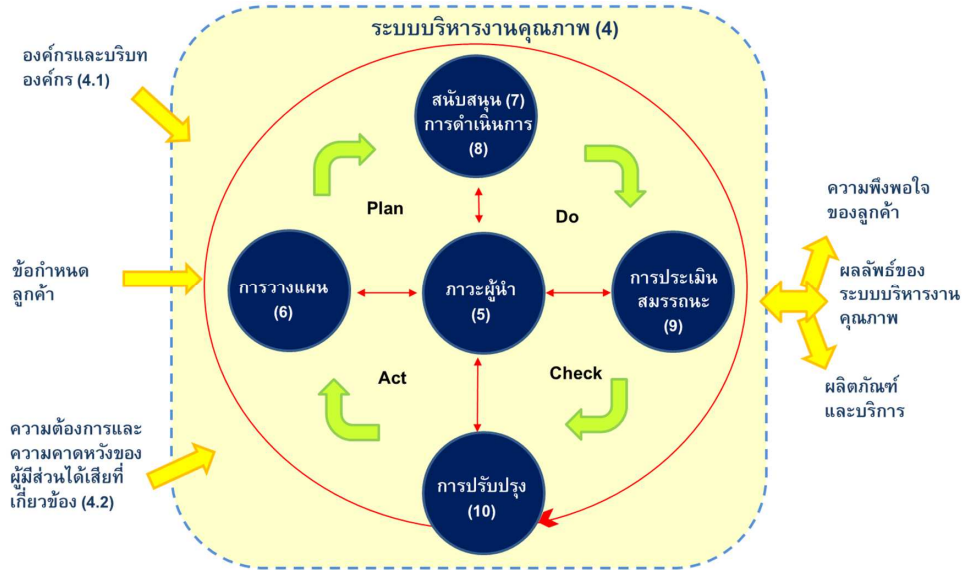 ระบบบริหารงานคุณภาพ (4)
องค์กรและบริบท
องค์กร (4.1)
สนับสนุน (7)
การดำเนินการ
(8)
Plan
Do
ข้อกำหนด
ลูกค้า
การวางแผน
(6)
ภาวะผู้นำ
(5)
การประเมิน
สมรรถนะ
(9)
ความพึงพอใจ
ของลูกค้า
ผลลัพธ์ของ
ระบบบริหารงาน
คุณภาพ
ผลิตภัณฑ์
และบริการ
Act
Check
ความต้องการและ
ความคาดหวังของ
ผู้มีส่วนได้เสียที่
เกี่ยวข้อง (4.2)
การปรับปรุง
(10)